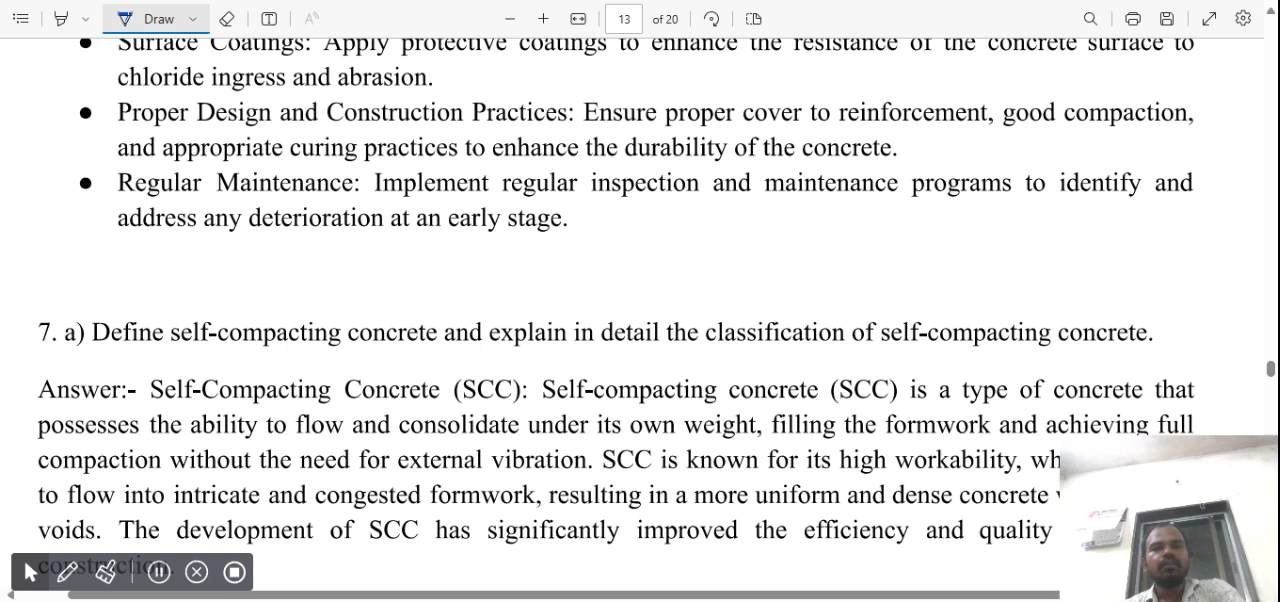 Draw
13 of 20
Surface Coatings: Apply protective coatings to enhance the resistance of the concrete surface to
chloride ingress and abrasion.
Proper Design and Construction Practices: Ensure proper cover to reinforcement, good compaction,
and appropriate curing practices to enhance the durability of the concrete.
Regular Maintenance: Implement regular inspection and maintenance programs to identify and
address any deterioration at an early stage.
7. a) Define self-compacting concrete and explain in detail the classification of self-compacting concrete.
Answer:- Self-Compacting Concrete (SCC): Self-compacting concrete (SCC) is a type of concrete that
possesses the ability to flow and consolidate under its own weight, filling the formwork and achieving full
compaction without the need for external vibration. SCC is known for its high workability, wh
to flow into intricate and congested formwork, resulting in a more uniform and dense concrete
voids. The development of SCC has significantly improved the efficiency and quality
construction.